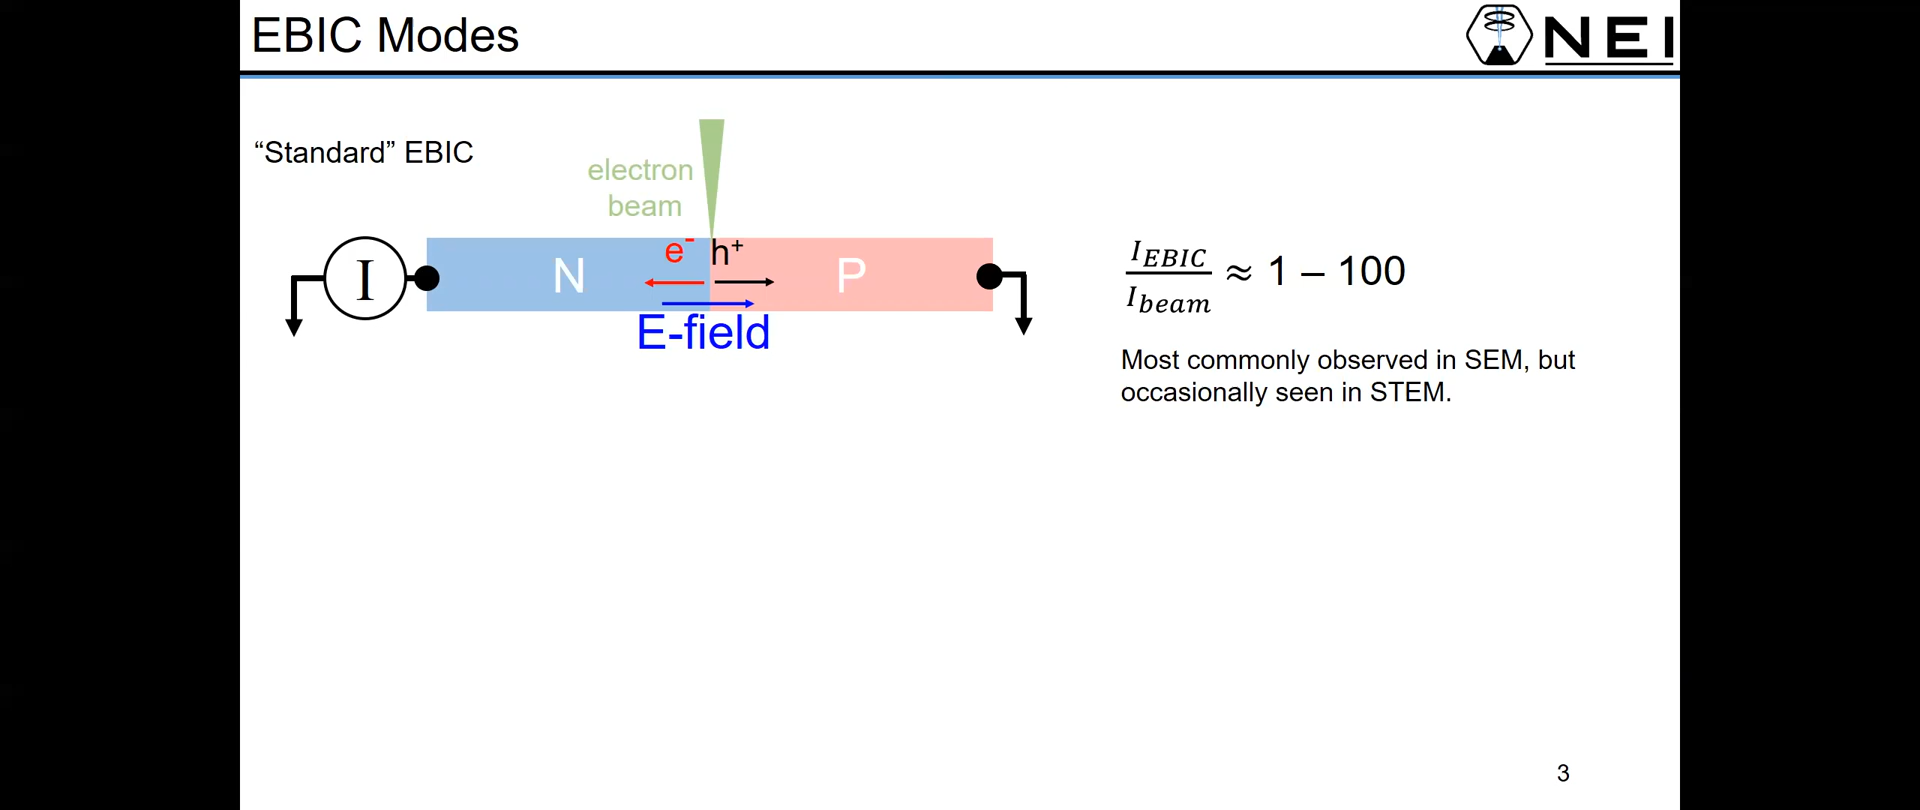 EBIC Modes
NEI
“Standard” EBIC
electron
beam
I
N
e⁻
h⁺
P
E-field
I_EBIC / I_beam ≈ 1 – 100
Most commonly observed in SEM, but
occasionally seen in STEM.
3